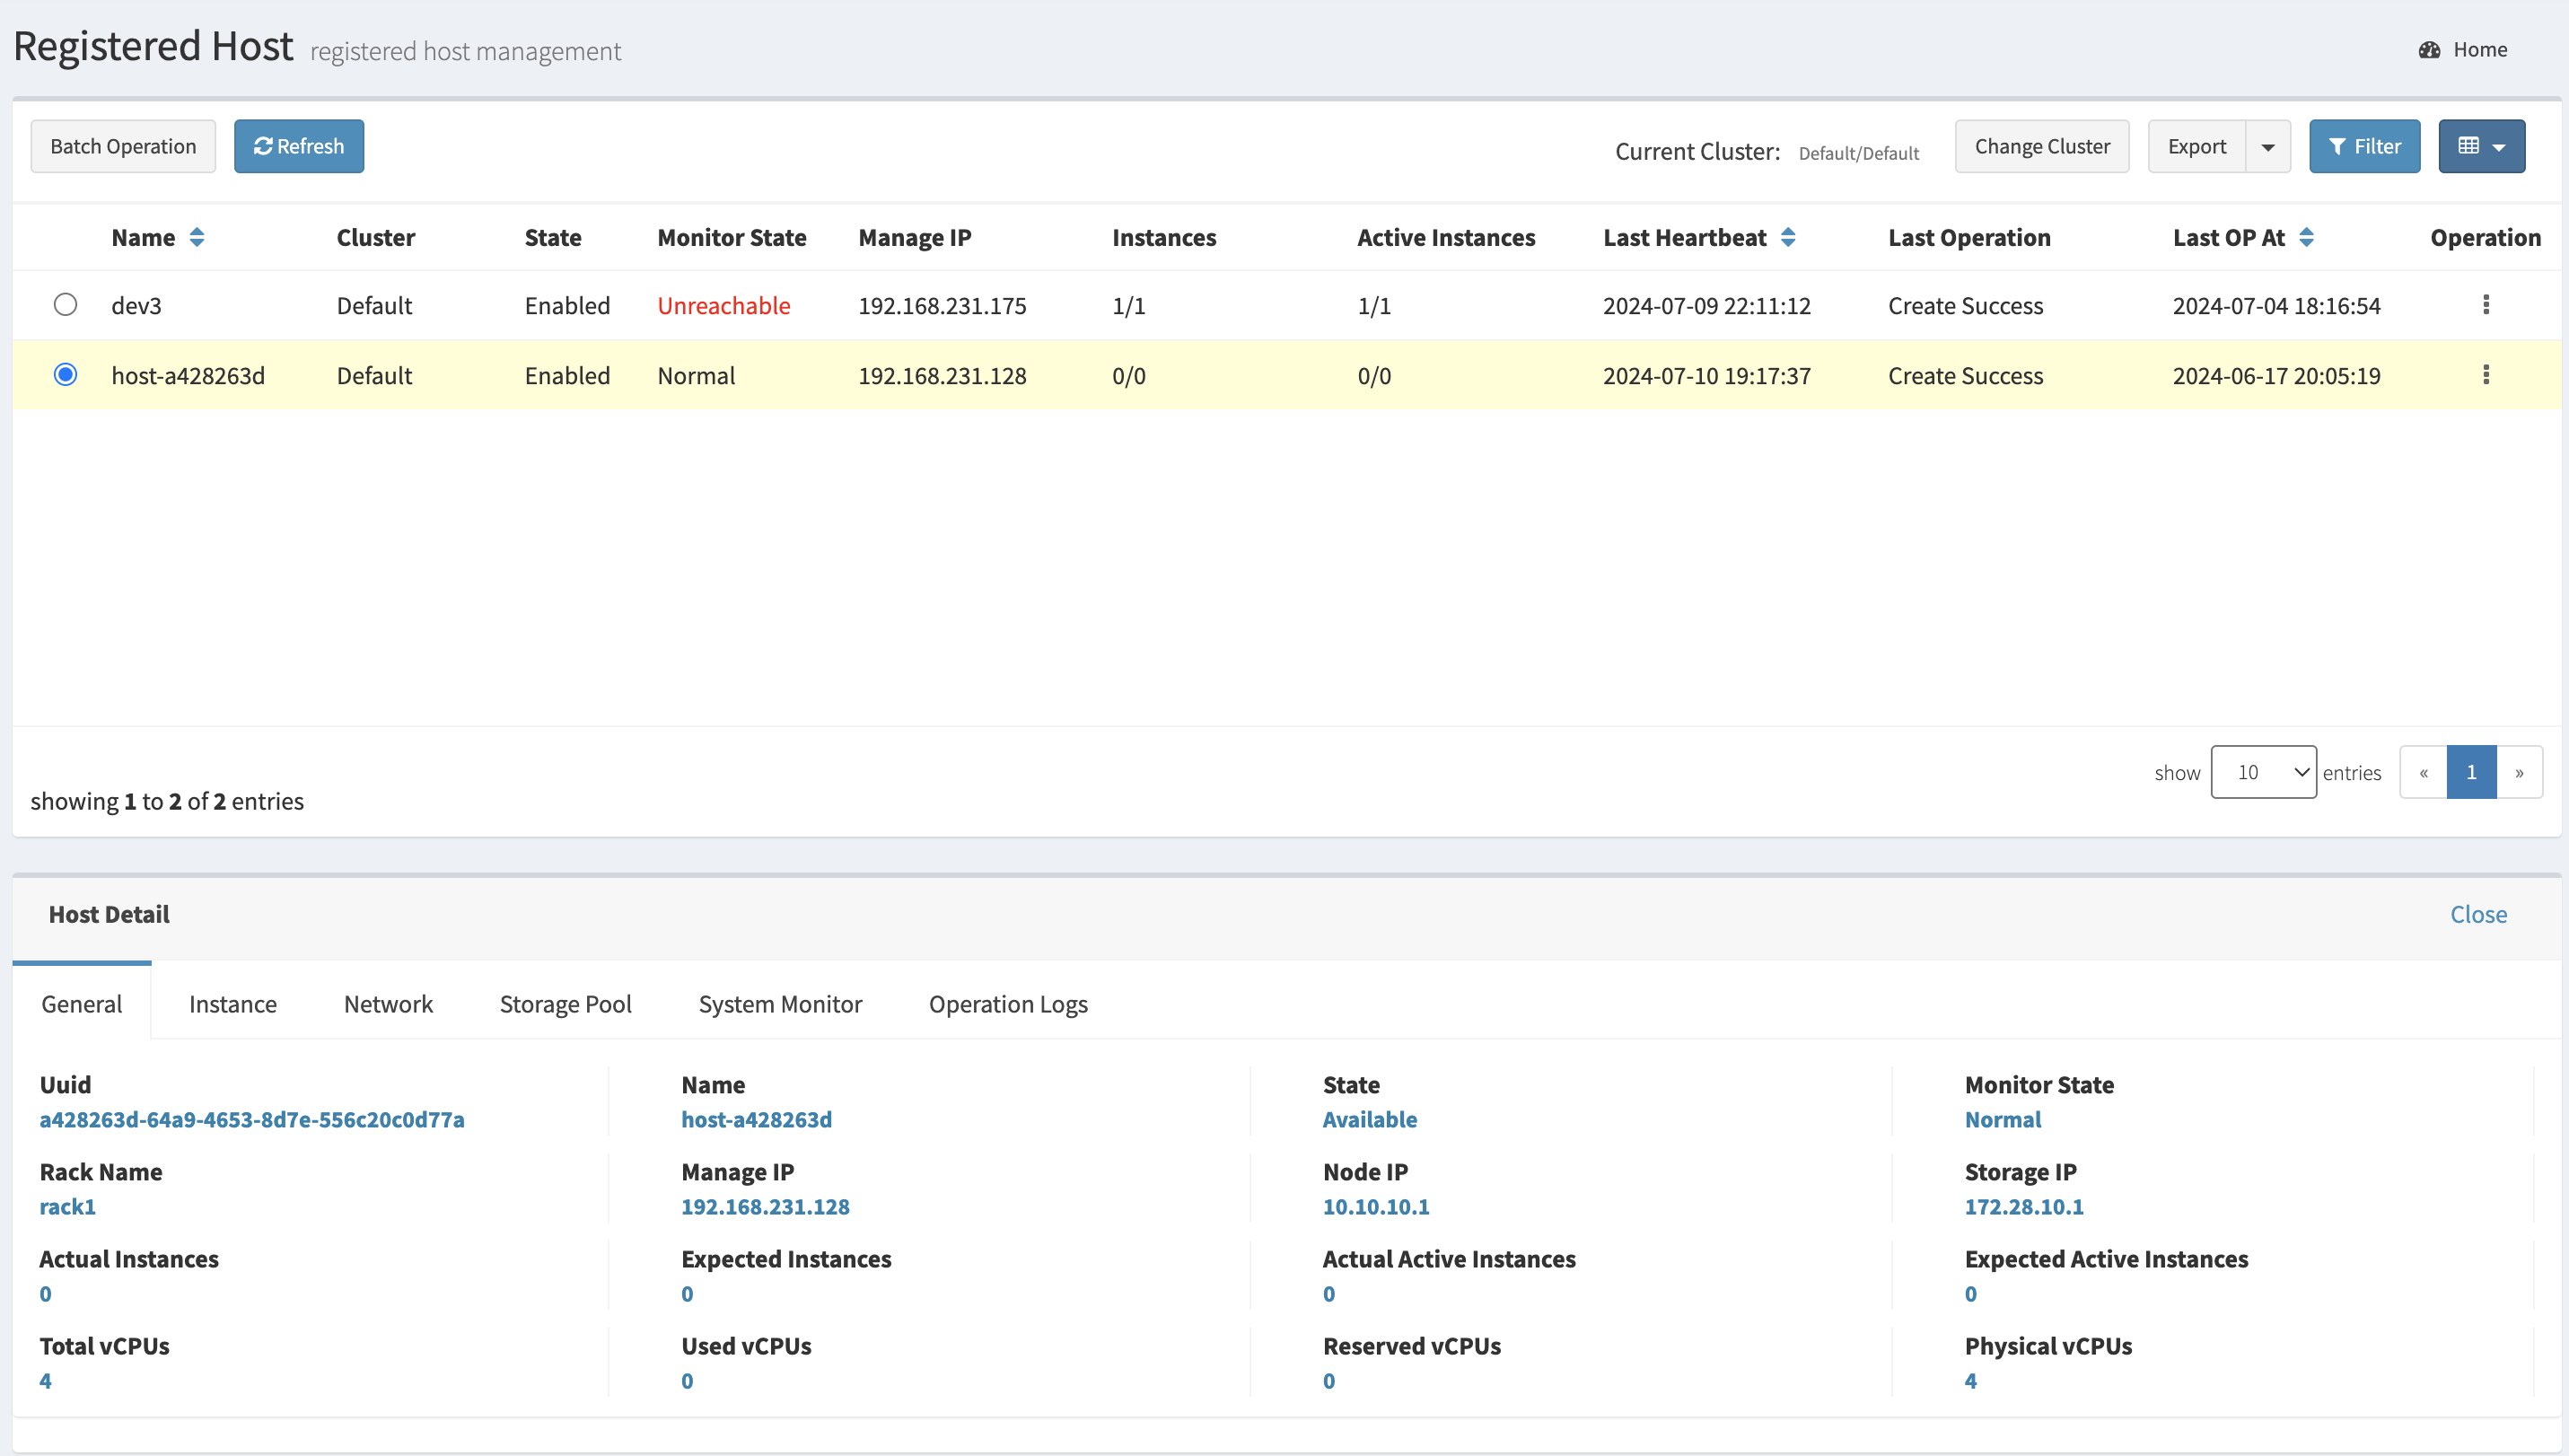 Registered Host registered host management
Home
Batch Operation Refresh Current Cluster: Default/Default Change Cluster Export Filter
Name Cluster State Monitor State Manage IP Instances Active Instances Last Heartbeat Last Operation Last OP At Operation
dev3 Default Enabled Unreachable 192.168.231.175 1/1 1/1 2024-07-09 22:11:12 Create Success 2024-07-04 18:16:54
host-a428263d Default Enabled Normal 192.168.231.128 0/0 0/0 2024-07-10 19:17:37 Create Success 2024-06-17 20:05:19
show 10 entries « 1 »
showing 1 to 2 of 2 entries
Host Detail Close
General Instance Network Storage Pool System Monitor Operation Logs
Uuid Name State Monitor State
a428263d-64a9-4653-8d7e-556c20c0d77a host-a428263d Available Normal
Rack Name Manage IP Node IP Storage IP
rack1 192.168.231.128 10.10.10.1 172.28.10.1
Actual Instances Expected Instances Actual Active Instances Expected Active Instances
0 0 0 0
Total vCPUs Used vCPUs Reserved vCPUs Physical vCPUs
4 0 0 4